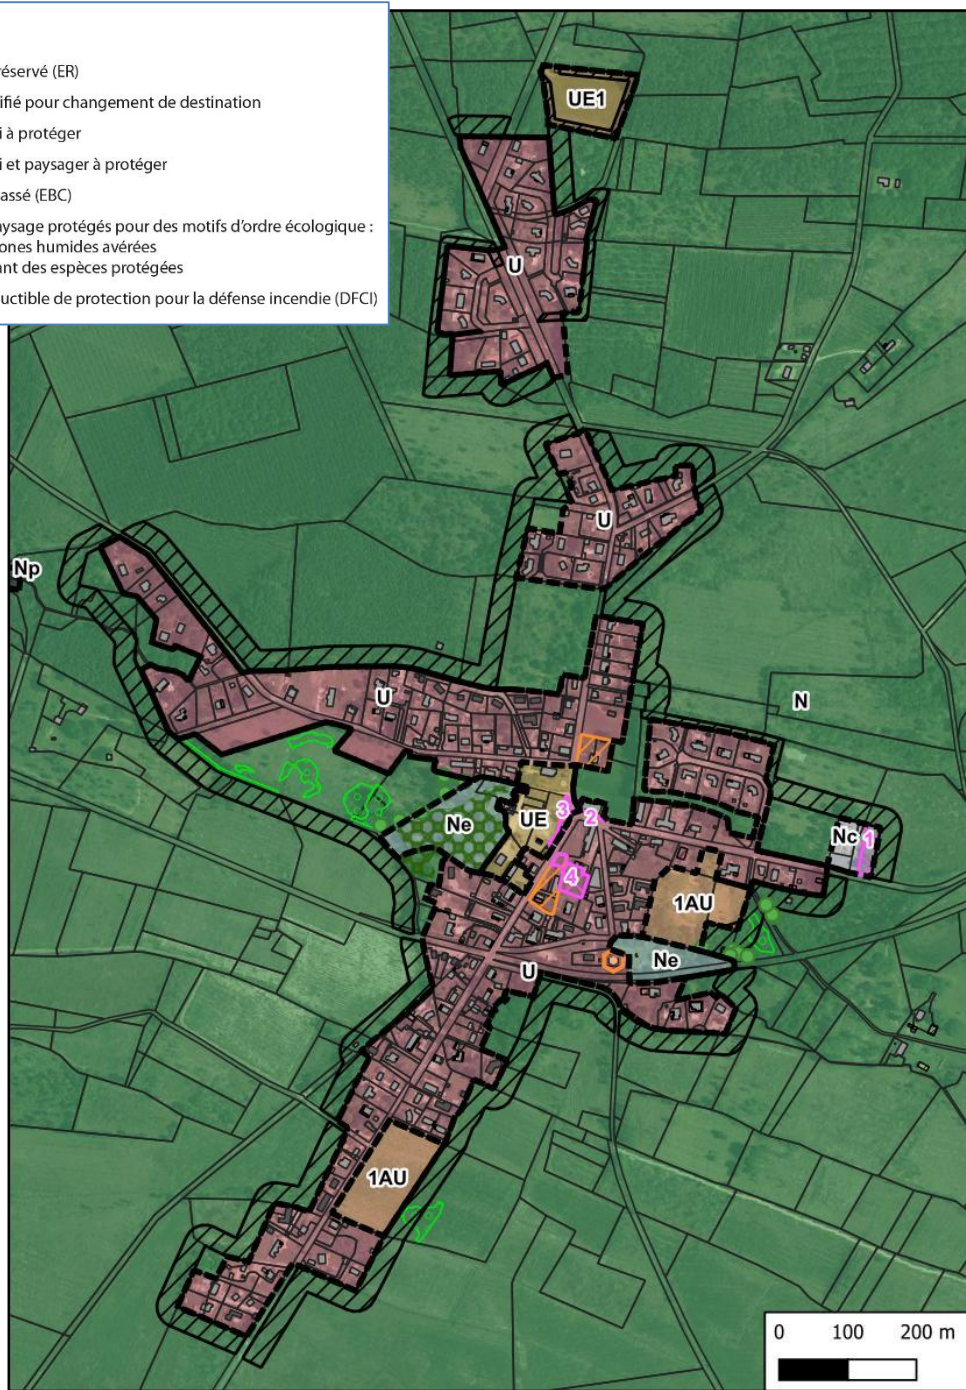 éservé (ER)
ifié pour changement de destination
i à protéger
i et paysager à protéger
assé (EBC)
aysage protégés pour des motifs d'ordre écologique :
ones humides avérées
ant des espèces protégées
uctible de protection pour la défense incendie (DFCI)
UE1
U
U
Np
U
N
3
2
Ne
UE
Nc
1
4
1AU
Ne
U
1AU
0 100 200 m